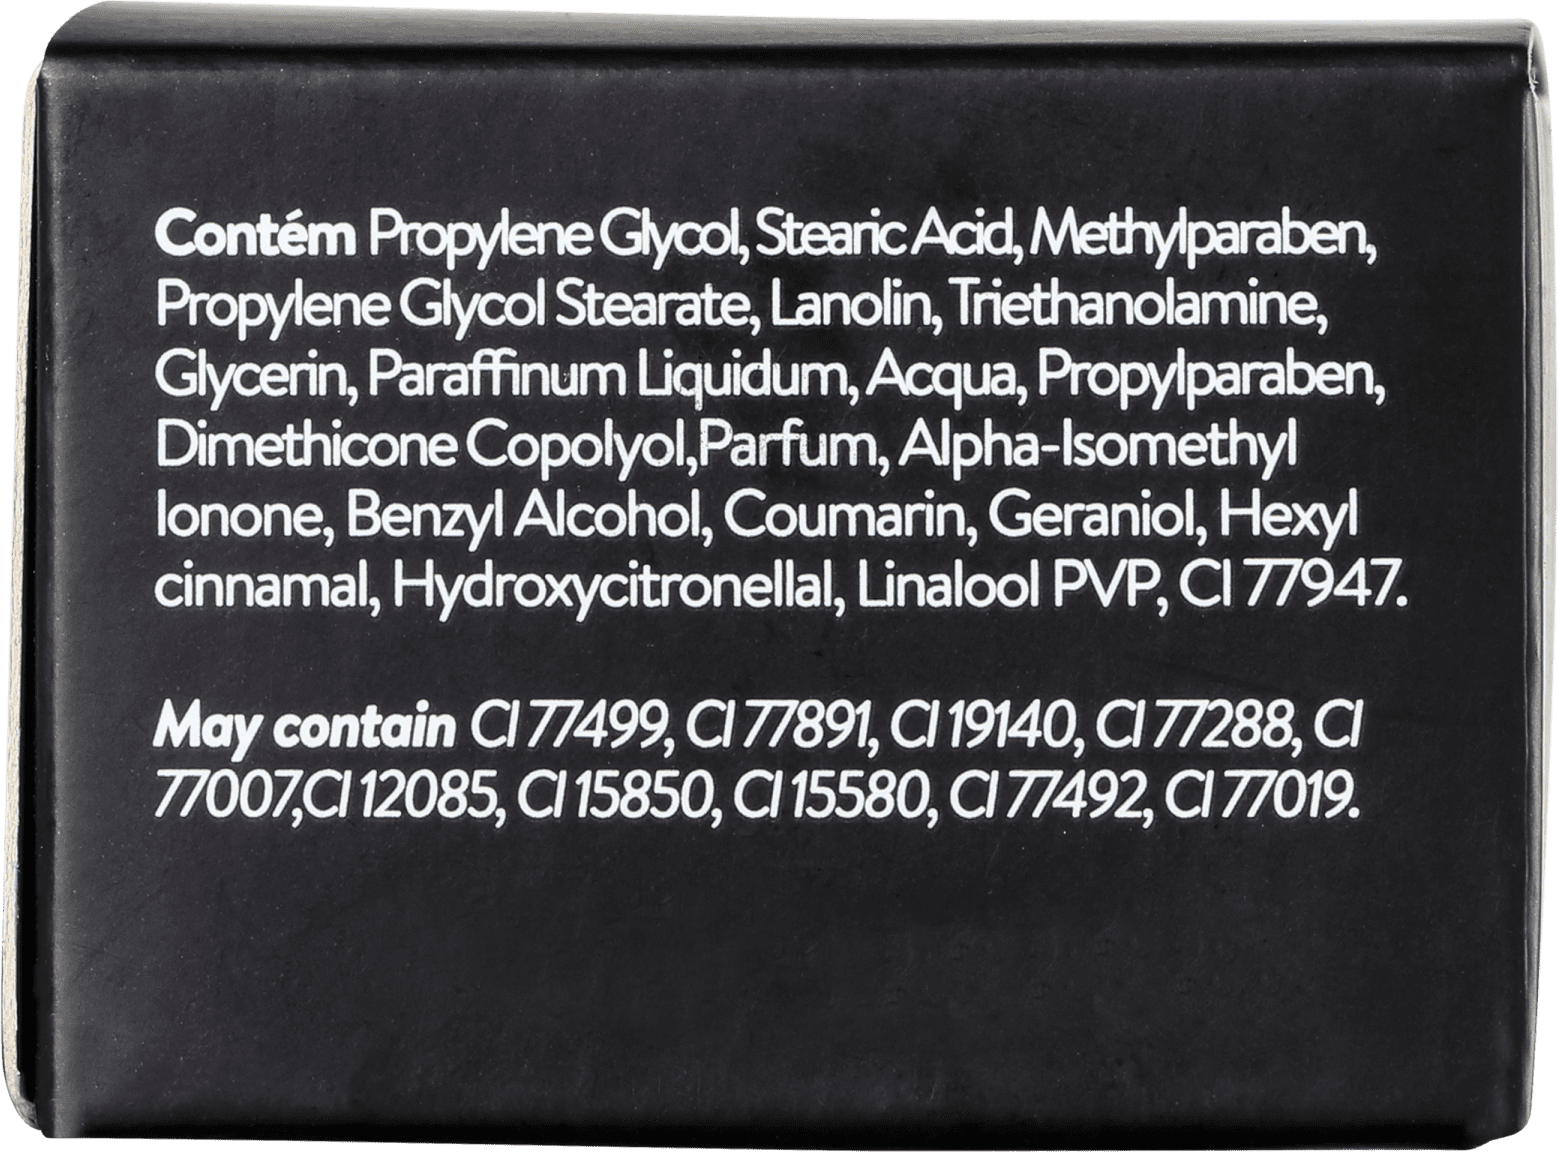 Contém Propylene Glycol, Stearic Acid, Methylparaben,
Propylene Glycol Stearate, Lanolin, Triethanolamine,
Glycerin, Paraffinum Liquidum, Acqua, Propylparaben,
Dimethicone Copolyol,Parfum, Alpha-Isomethyl
Ionone, Benzyl Alcohol, Coumarin, Geraniol, Hexyl
cinnamal, Hydroxycitronellal, Linalool PVP, CI 77947.
May contain CI 77499, CI 77891, CI 19140, CI 77288, CI
77007,CI 12085, CI 15850, CI 15580, CI 77492, CI 77019.